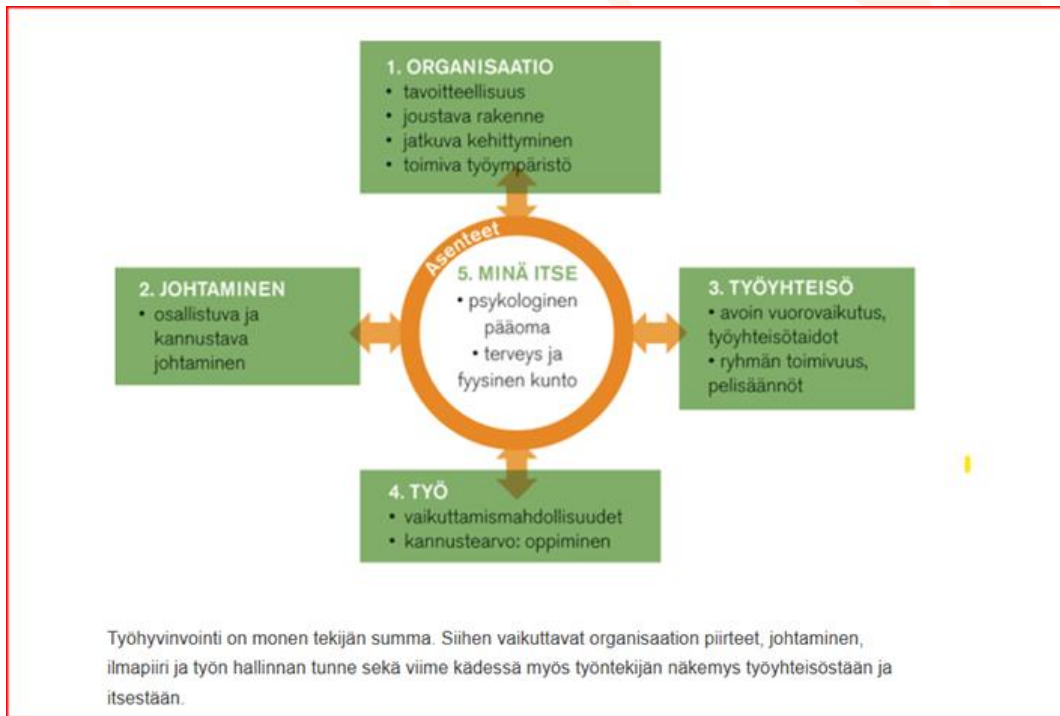 1. ORGANISAATIO
• tavoitteellisuus
• joustava rakenne
• jatkuva kehittyminen
• toimiva työympäristö
Asenteet
5. MINÄ ITSE
• psykologinen
pääoma
• terveys ja
fyysinen kunto
2. JOHTAMINEN
• osallistuva ja
kannustava
johtaminen
3. TYÖYHTEISÖ
• avoin vuorovaikutus,
työyhteisötaidot
• ryhmän toimivuus,
pelisäännöt
4. TYÖ
• vaikuttamismahdollisuudet
• kannustearvo: oppiminen
Työhyvinvointi on monen tekijän summa. Siihen vaikuttavat organisaation piirteet, johtaminen,
ilmapiiri ja työn hallinnan tunne sekä viime kädessä myös työntekijän näkemys työyhteisöstään ja
itsestään.